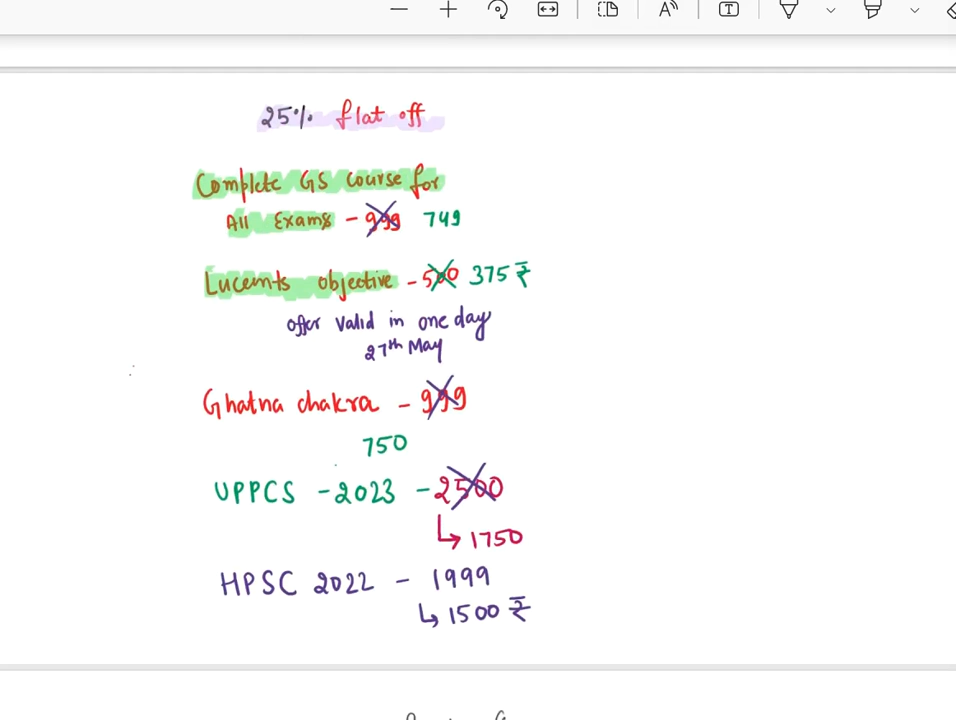 25% flat off
Complete GS Course for
All Exams - 999 749
Lucents objective - 500 375 ₹
offer valid in one day
27th May
Ghatna chakra - 999
750
UPPCS - 2023 - 2500
↳ 1750
HPSC 2022 - 1999
↳ 1500 ₹